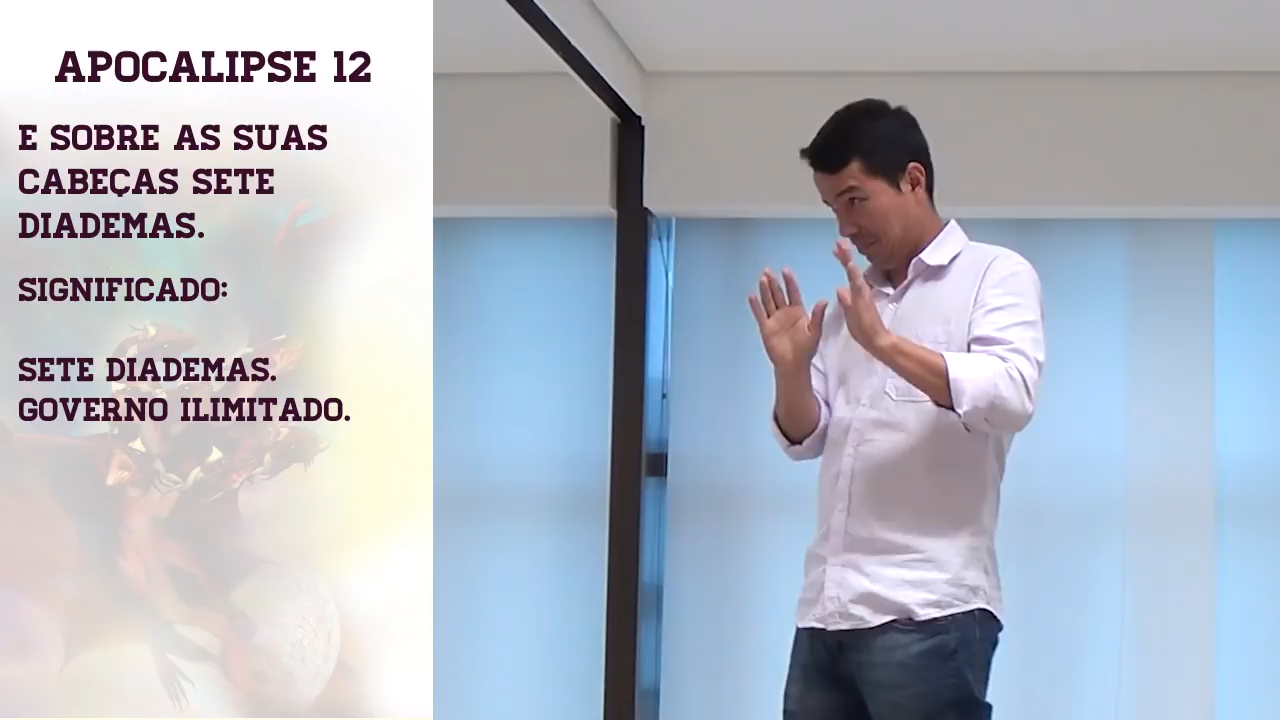 APOCALIPSE 12
E SOBRE AS SUAS
CABEÇAS SETE
DIADEMAS.
SIGNIFICADO:
SETE DIADEMAS.
GOVERNO ILIMITADO.